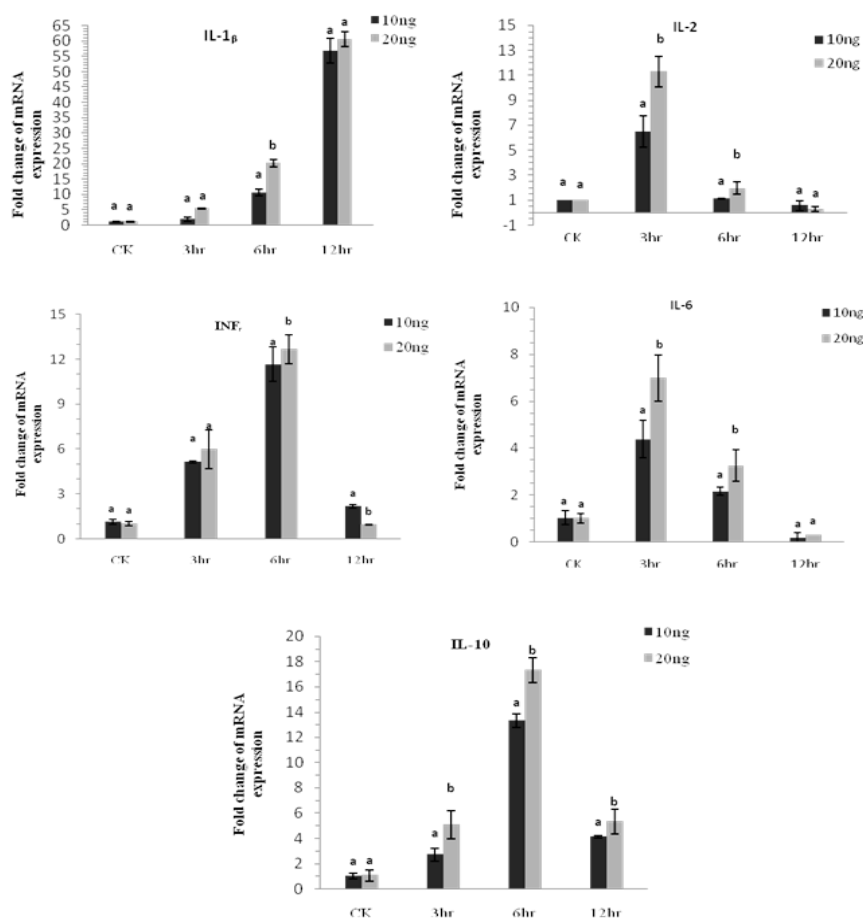 IL-1β
10ng
20ng
Fold change of mRNA
expression
65
60
55
50
45
40
35
30
25
20
15
10
5
0
a a
a a
a b
a a
CK 3hr 6hr 12hr
IL-2
10ng
20ng
Fold change of mRNA
expression
15
13
11
9
7
5
3
1
-1
a a
a b
a b
a a
CK 3hr 6hr 12hr
INFγ
10ng
20ng
Fold change of mRNA
expression
15
12
9
6
3
0
a a
a a
a b
a b
CK 3hr 6hr 12hr
IL-6
10ng
20ng
Fold change of mRNA
expression
10
8
6
4
2
0
a a
a b
a b
a a
CK 3hr 6hr 12hr
IL-10
10ng
20ng
Fold change of mRNA
expression
20
18
16
14
12
10
8
6
4
2
0
a a
a b
a b
a b
CK 3hr 6hr 12hr